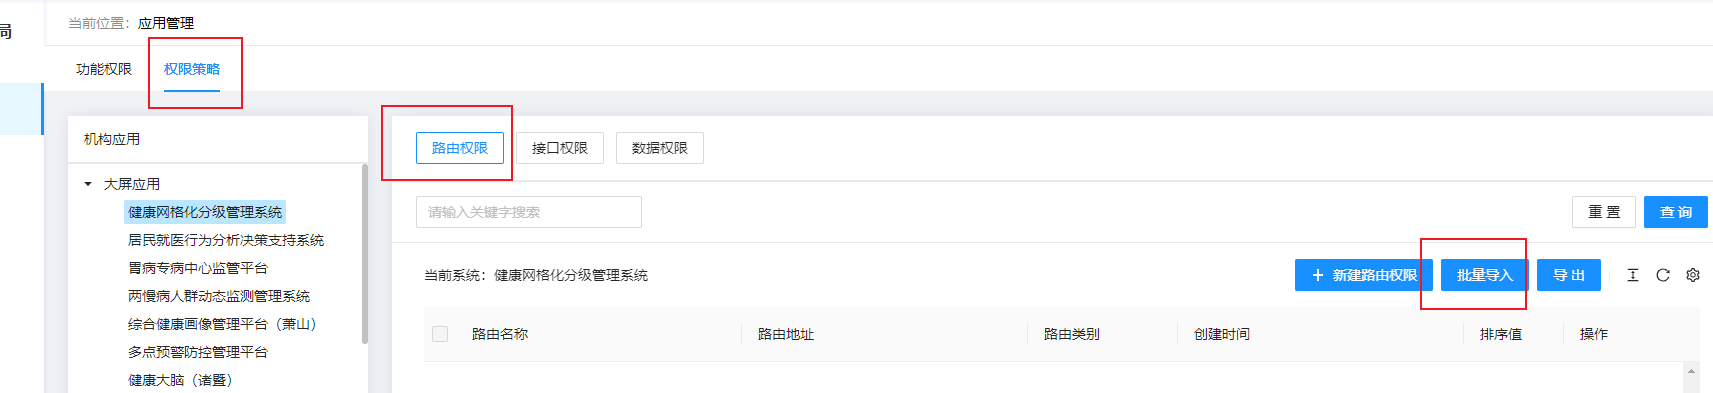 局
当前位置：应用管理
功能权限 权限策略
机构应用
大屏应用
健康网格化分级管理系统
居民就医行为分析决策支持系统
胃病专病中心监管平台
两慢病人群动态监测管理系统
综合健康画像管理平台（萧山）
多点预警防控管理平台
健康大脑（诸暨）
路由权限 接口权限 数据权限
请输入关键字搜索 重 置 查 询
当前系统：健康网格化分级管理系统 新建路由权限 批量导入 导 出
路由名称 路由地址 路由类别 创建时间 排序值 操作